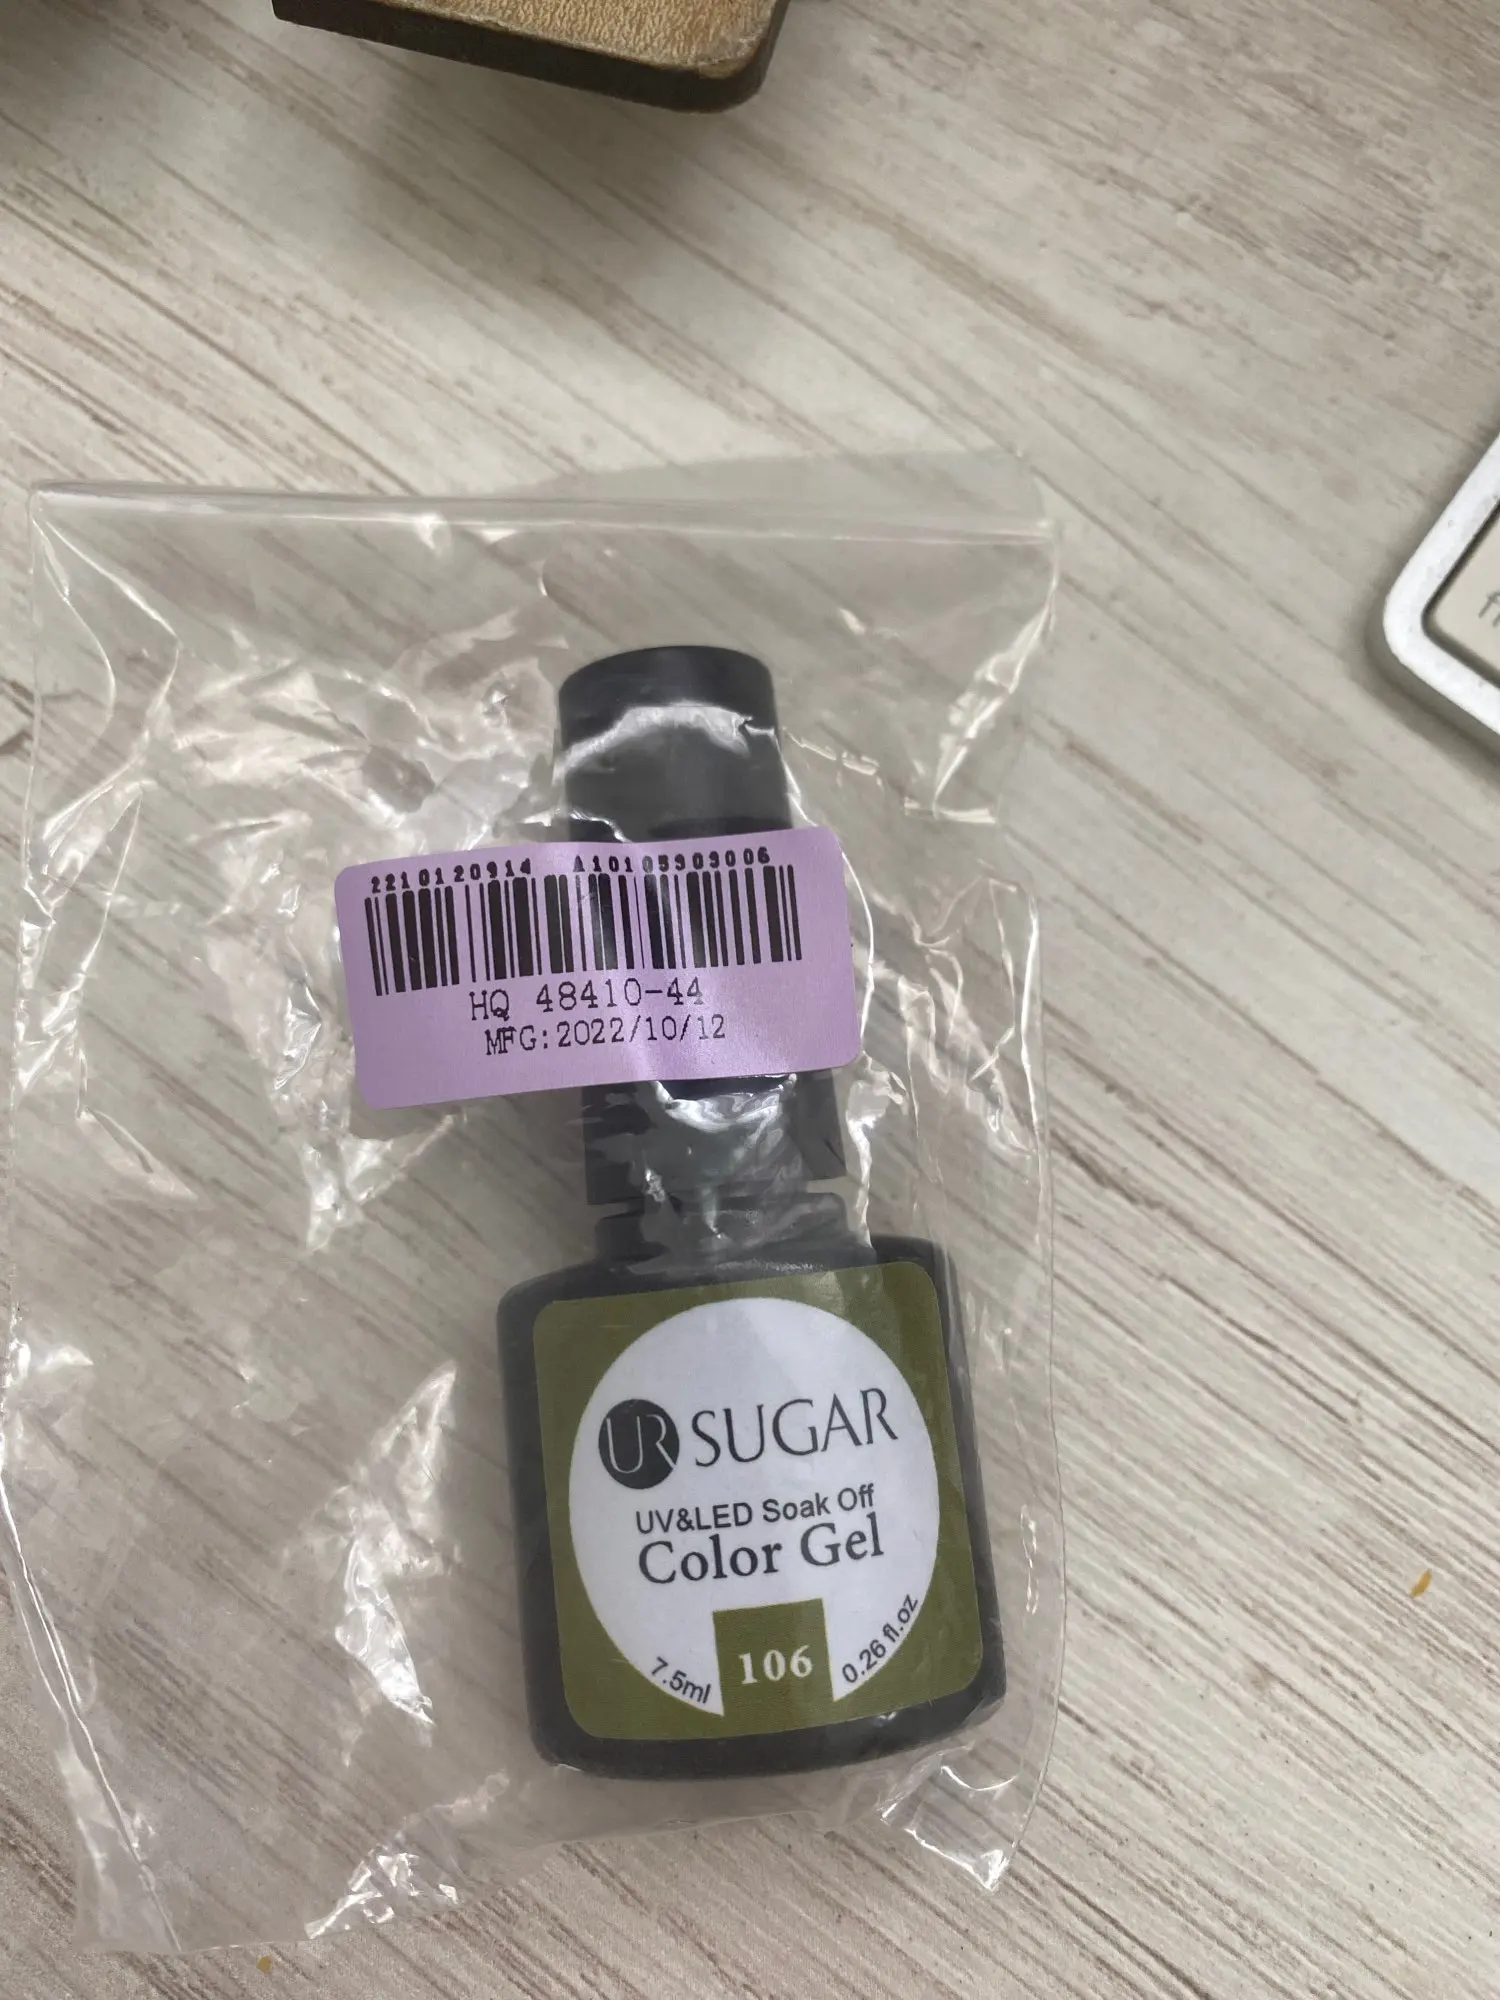 2210120914 A10105903006
HQ 48410-44
MFG:2022/10/12
UR SUGAR
UV&LED Soak Off
Color Gel
7.5ml
106
0.26 fl.oz